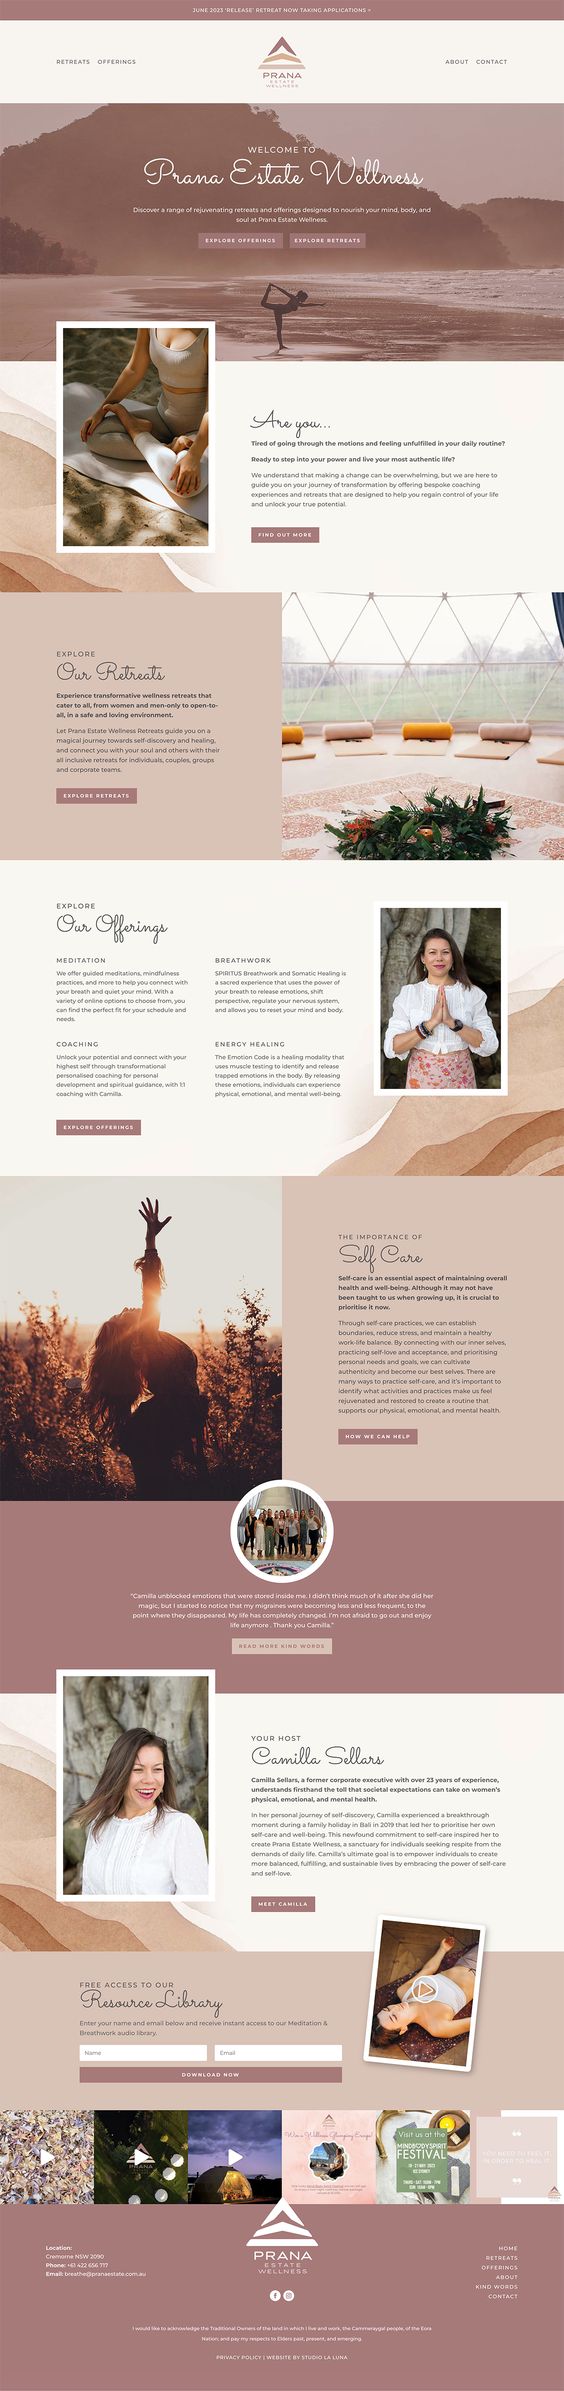 JUNE 2023 'RELEASE' RETREAT NOW TAKING APPLICATIONS >
RETREATS OFFERINGS
PRANA
ESTATE
WELLNESS
ABOUT CONTACT
WELCOME TO
Prana Estate Wellness
Discover a range of rejuvenating retreats and offerings designed to nourish your mind, body, and
soul at Prana Estate Wellness.
EXPLORE OFFERINGS
EXPLORE RETREATS
Are you...
Tired of going through the motions and feeling unfulfilled in your daily routine?
Ready to step into your power and live your most authentic life?
We understand that making a change can be overwhelming, but we are here to
guide you on your journey of transformation by offering bespoke coaching
experiences and retreats that are designed to help you regain control of your life
and unlock your true potential.
FIND OUT MORE
EXPLORE
Our Retreats
Experience transformative wellness retreats that
cater to all, from women and men-only to open-to-
all, in a safe and loving environment.
Let Prana Estate Wellness Retreats guide you on a
magical journey towards self-discovery and healing,
and connect you with your soul and others with their
all inclusive retreats for individuals, couples, groups
and corporate teams.
EXPLORE RETREATS
EXPLORE
Our Offerings
MEDITATION
We offer guided meditations, mindfulness
practices, and more to help you connect with
your breath and quiet your mind. With a
variety of online options to choose from, you
can find the perfect fit for your schedule and
needs.
BREATHWORK
SPIRITUS Breathwork and Somatic Healing is
a sacred experience that uses the power of
your breath to release emotions, shift
perspective, regulate your nervous system,
and allows you to reset your mind and body.
COACHING
Unlock your potential and connect with your
highest self through transformational
personalised coaching for personal
development and spiritual guidance, with 1:1
coaching with Camilla.
ENERGY HEALING
The Emotion Code is a healing modality that
uses muscle testing to identify and release
trapped emotions in the body. By releasing
these emotions, individuals can experience
physical, emotional, and mental well-being.
EXPLORE OFFERINGS
THE IMPORTANCE OF
Self Care
Self-care is an essential aspect of maintaining overall
health and well-being. Although it may not have
been taught to us when growing up, it is crucial to
prioritise it now.
Through self-care practices, we can establish
boundaries, reduce stress, and maintain a healthy
work-life balance. By connecting with our inner selves,
practicing self-love and acceptance, and prioritising
personal needs and goals, we can cultivate
authenticity and become our best selves. There are
many ways to practice self-care, and it's important to
identify what activities and practices make us feel
rejuvenated and restored to create a routine that
supports our physical, emotional, and mental health.
HOW WE CAN HELP
"Camilla unblocked emotions that were stored inside me. I didn't think much of it after she did her
magic, but I started to notice that my migraines were becoming less and less frequent, to the
point where they disappeared. My life has completely changed. I'm not afraid to go out and enjoy
life anymore . Thank you Camilla."
READ MORE KIND WORDS
YOUR HOST
Camilla Sellars
Camilla Sellars, a former corporate executive with over 23 years of experience,
understands firsthand the toll that societal expectations can take on women's
physical, emotional, and mental health.
In her personal journey of self-discovery, Camilla experienced a breakthrough
moment during a family holiday in Bali in 2019 that led her to prioritise her own
self-care and well-being. This newfound commitment to self-care inspired her to
create Prana Estate Wellness, a sanctuary for individuals seeking respite from the
demands of daily life. Camilla's ultimate goal is to empower individuals to create
more balanced, fulfilling, and sustainable lives by embracing the power of self-care
and self-love.
MEET CAMILLA
FREE ACCESS TO OUR
Resource Library
Enter your name and email below and receive instant access to our Meditation &
Breathwork audio library.
Name
Email
DOWNLOAD NOW
PRANA
Win a Wellness Glamping Escape!
Visit us at the
MINDBODYSPIRIT
FESTIVAL
18 - 21 MAY 2023
ICC SYDNEY
YOU NEED TO FEEL IT
IN ORDER TO HEAL IT
PRANA
ESTATE
WELLNESS
Location:
Cremorne NSW 2090
Phone: +61 422 656 717
Email: breathe@pranaestate.com.au
HOME
RETREATS
OFFERINGS
ABOUT
KIND WORDS
CONTACT
I would like to acknowledge the Traditional Owners of the land in which I live and work, the Cammeraygal people, of the Eora
Nation; and pay my respects to Elders past, present, and emerging.
PRIVACY POLICY | WEBSITE BY STUDIO LA LUNA